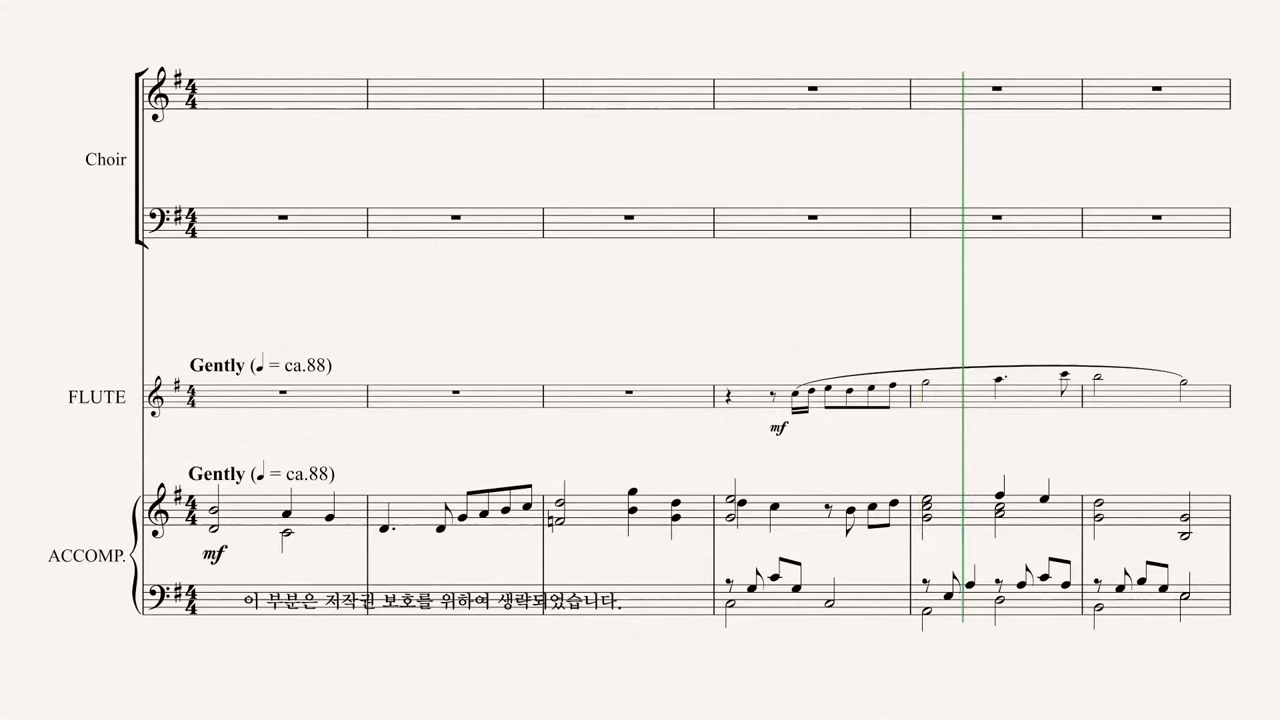 Choir
Gently (♩ = ca.88)
FLUTE
mf
Gently (♩ = ca.88)
ACCOMP.
mf
이 부분은 저작권 보호를 위하여 생략되었습니다.